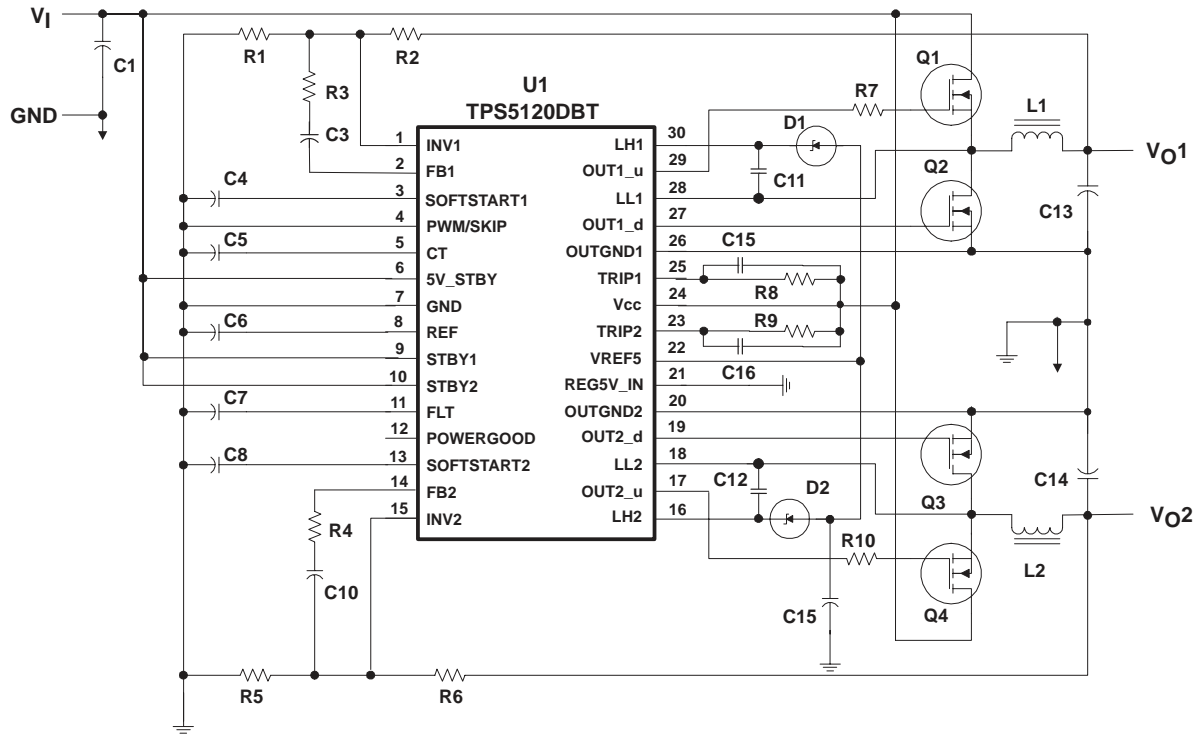 VI
R1
R2
C1
GND
R3
C3
U1
TPS5120DBT
R7
Q1
L1
VO1
D1
C11
Q2
C13
1 INV1
2 FB1
C4 3 SOFTSTART1
4 PWM/SKIP
C5 5 CT
6 5V_STBY
7 GND
C6 8 REF
9 STBY1
10 STBY2
C7 11 FLT
12 POWERGOOD
C8 13 SOFTSTART2
14 FB2
15 INV2
LH1 30
OUT1_u 29
LL1 28
OUT1_d 27
OUTGND1 26
TRIP1 25
Vcc 24
TRIP2 23
VREF5 22
REG5V_IN 21
OUTGND2 20
OUT2_d 19
LL2 18
OUT2_u 17
LH2 16
C15
R8
R9
C16
C12
D2
Q3
C14
VO2
R10
L2
Q4
C15
R4
C10
R5
R6